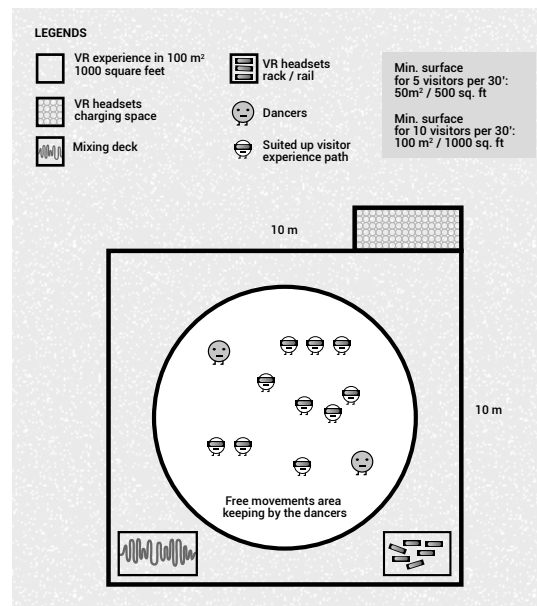 LEGENDS
VR experience in 100 m²
1000 square feet
VR headsets
charging space
Mixing deck
VR headsets
rack / rail
Dancers
Suited up visitor
experience path
Min. surface
for 5 visitors per 30':
50m² / 500 sq. ft
Min. surface
for 10 visitors per 30':
100 m² / 1000 sq. ft
10 m
10 m
Free movements area
keeping by the dancers